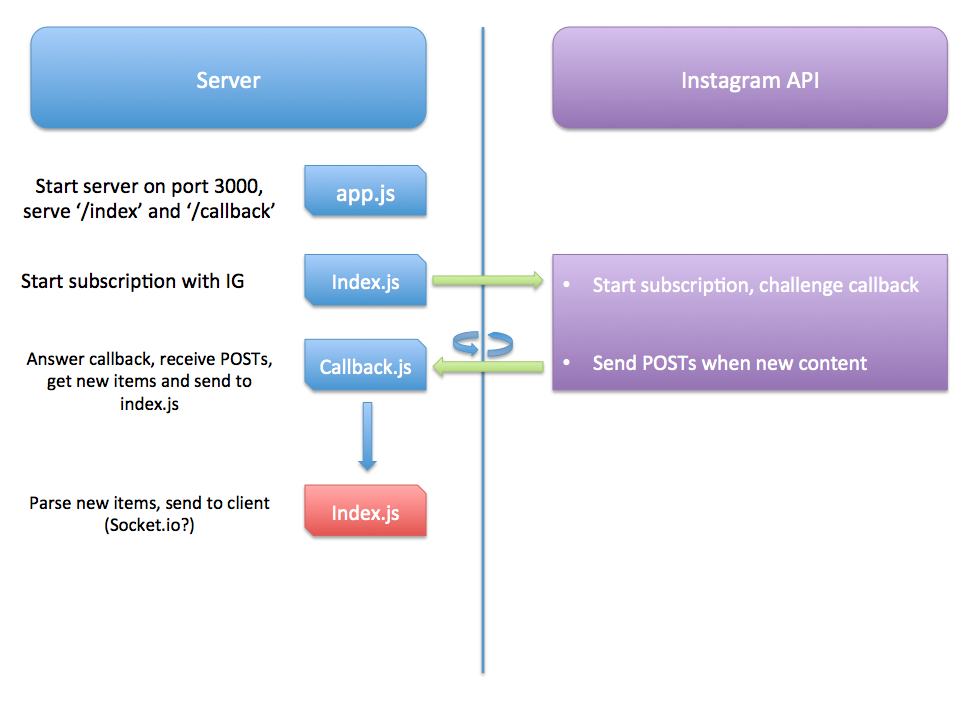 Server
Instagram API
Start server on port 3000,
serve ‘/index’ and ‘/callback’
app.js
Start subscription with IG
Index.js
• Start subscription, challenge callback
Answer callback, receive POSTs,
get new items and send to
index.js
Callback.js
• Send POSTs when new content
Parse new items, send to client
(Socket.io?)
Index.js